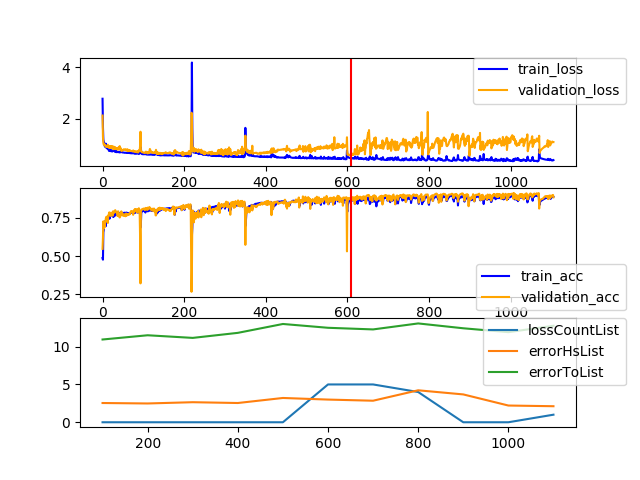 4
2
0 200 400 600 800 1000
train_loss
validation_loss
0.75
0.50
0.25
0 200 400 600 800 1000
train_acc
validation_acc
10
5
0
200 400 600 800 1000
lossCountList
errorHsList
errorToList